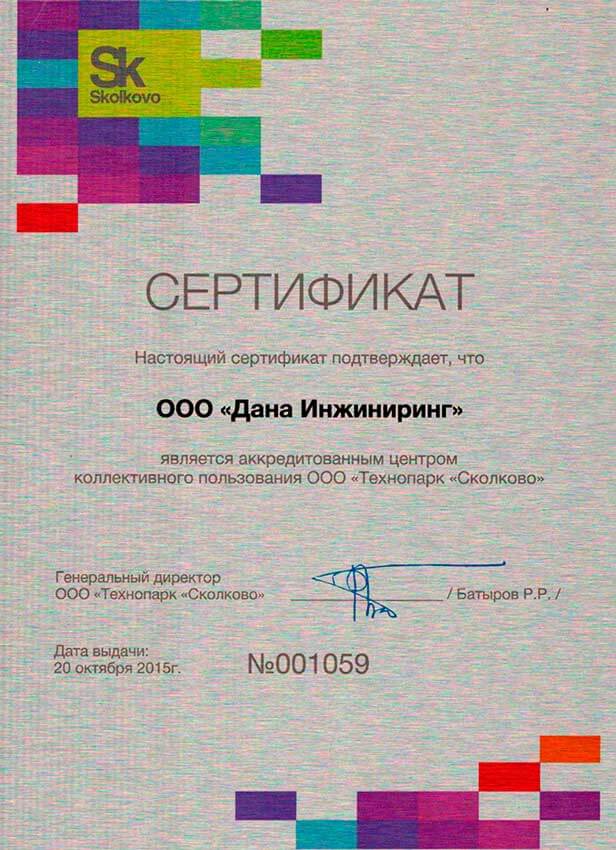 Sk
Skolkovo
СЕРТИФИКАТ
Настоящий сертификат подтверждает, что
ООО «Дана Инжиниринг»
является аккредитованным центром
коллективного пользования ООО «Технопарк «Сколково»
Генеральный директор
ООО «Технопарк «Сколково» / Батыров Р.Р. /
Дата выдачи:
20 октября 2015г.
№001059